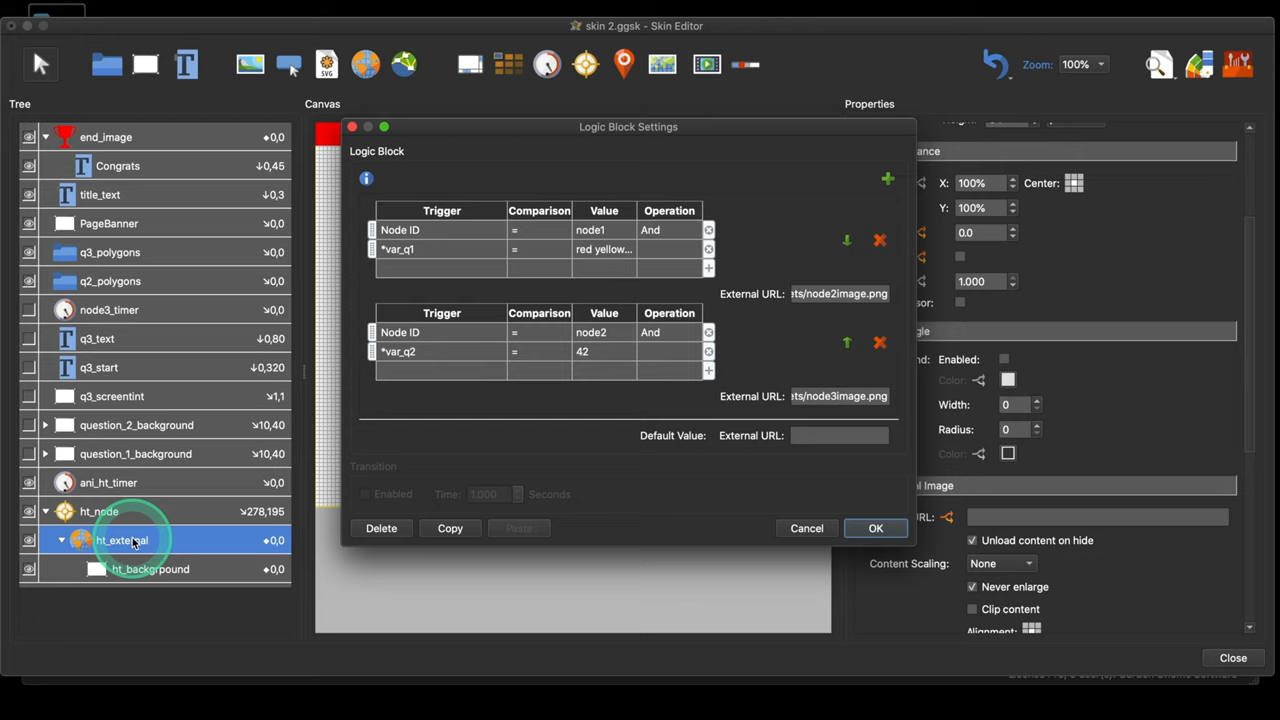 skin 2.ggsk - Skin Editor
T
SVG
Zoom: 100%
Tree
Canvas
Properties
end_image 0,0
T Congrats 0,45
T title_text 0,3
PageBanner 0,0
q3_polygons 0,0
q2_polygons 0,0
node3_timer 0,0
T q3_text 0,80
T q3_start 0,320
q3_screentint 1,1
question_2_background 10,40
question_1_background 10,40
ani_ht_timer 0,0
ht_node 278,195
ht_external 0,0
ht_background 0,0
Logic Block Settings
Logic Block
i
Trigger Comparison Value Operation
Node ID = node1 And
*var_q1 = red yellow...
External URL: ets/node2image.png
Trigger Comparison Value Operation
Node ID = node2 And
*var_q2 = 42
External URL: ets/node3image.png
Default Value: External URL:
Transition
Enabled Time: 1.000 Seconds
Delete Copy Paste Cancel OK
ance
X: 100% Center:
Y: 100%
0.0
1.000
sor:
gle
nd: Enabled:
Color:
Width: 0
Radius: 0
Color:
al Image
RL:
Unload content on hide
Content Scaling: None
Never enlarge
Clip content
Alignment:
Close